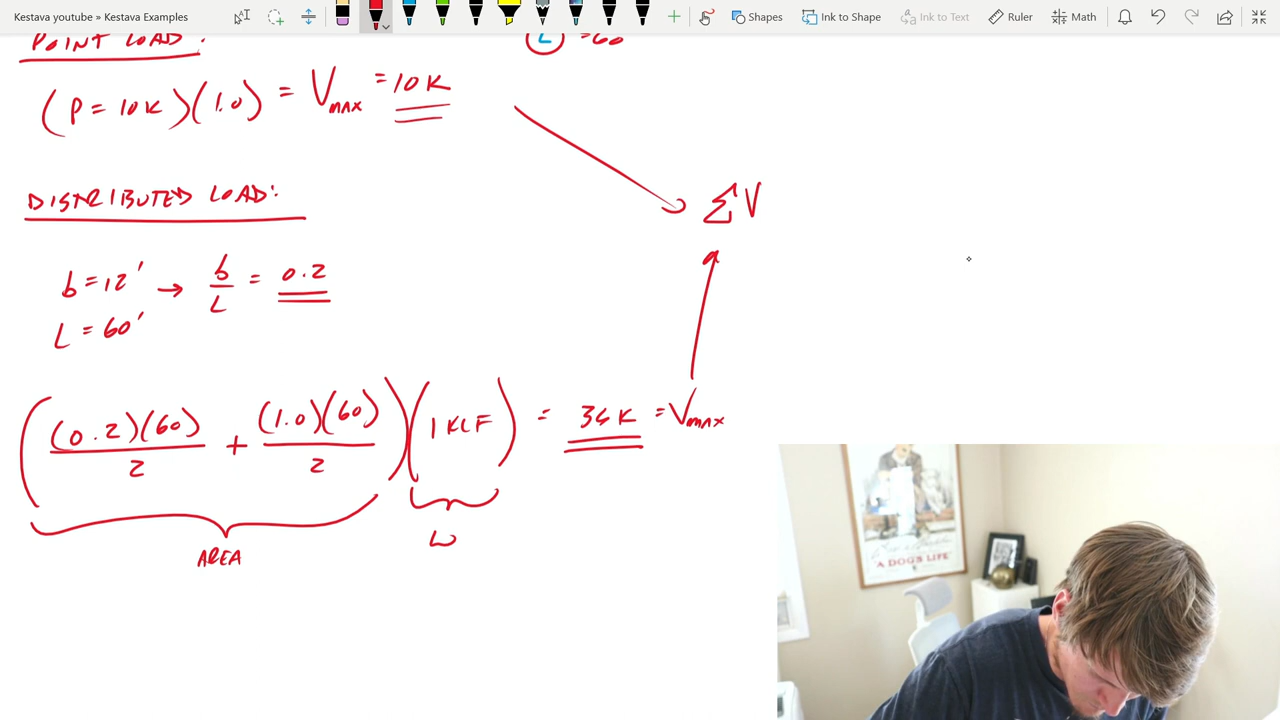 Kestava youtube » Kestava Examples
Shapes
Ink to Shape
Ink to Text
Ruler
Math
POINT LOAD:
L =60
(P = 10K)(1.0) = VMAX = 10K
DISTRIBUTED LOAD:
ΣV
b = 12' → b/L = 0.2
L = 60'
((0.2)(60)/2 + (1.0)(60)/2)(1 KLF) = 36K = VMAX
AREA
W
A DOG'S LIFE